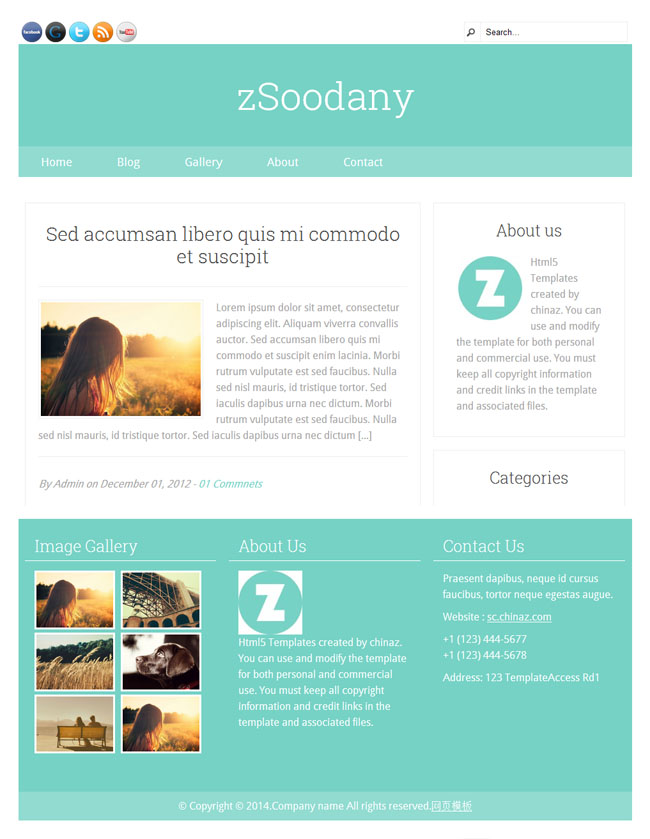 facebook
G
t
You Tube
Search...
zSoodany
Home Blog Gallery About Contact
Sed accumsan libero quis mi commodo
et suscipit
Lorem ipsum dolor sit amet, consectetur
adipiscing elit. Aliquam viverra convallis
auctor. Sed accumsan libero quis mi
commodo et suscipit enim lacinia. Morbi
rutrum vulputate est sed faucibus. Nulla
sed nisl mauris, id tristique tortor. Sed
iaculis dapibus urna nec dictum. Morbi
rutrum vulputate est sed faucibus. Nulla
sed nisl mauris, id tristique tortor. Sed iaculis dapibus urna nec dictum [...]
By Admin on December 01, 2012 - 01 Commnets
About us
Z
Html5
Templates
created by
chinaz. You can
use and modify
the template for both personal
and commercial use. You must
keep all copyright information
and credit links in the template
and associated files.
Categories
Image Gallery
About Us
Z
Html5 Templates created by chinaz.
You can use and modify the template
for both personal and commercial
use. You must keep all copyright
information and credit links in the
template and associated files.
Contact Us
Praesent dapibus, neque id cursus
faucibus, tortor neque egestas augue.
Website : sc.chinaz.com
+1 (123) 444-5677
+1 (123) 444-5678
Address: 123 TemplateAccess Rd1
© Copyright © 2014.Company name All rights reserved.网页模板